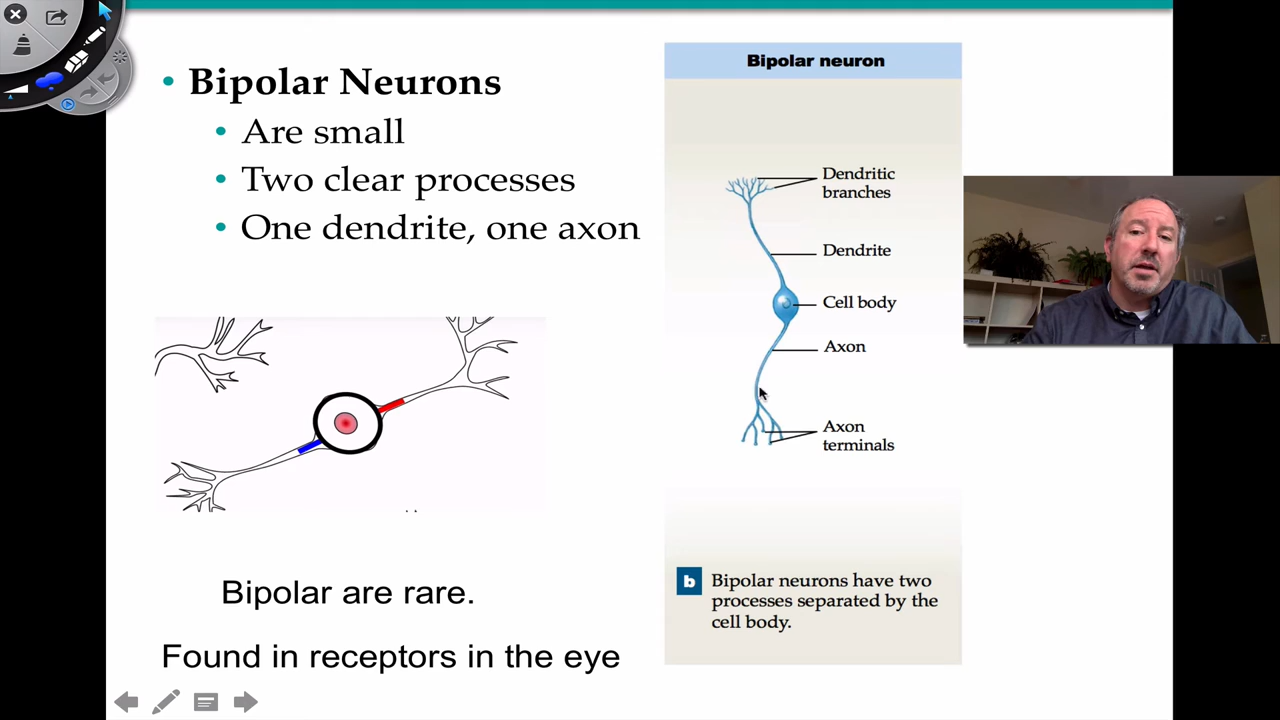 Bipolar Neurons
Are small
Two clear processes
One dendrite, one axon
Bipolar are rare.
Found in receptors in the eye
Bipolar neuron
Dendritic
branches
Dendrite
Cell body
Axon
Axon
terminals
b
Bipolar neurons have two
processes separated by the
cell body.